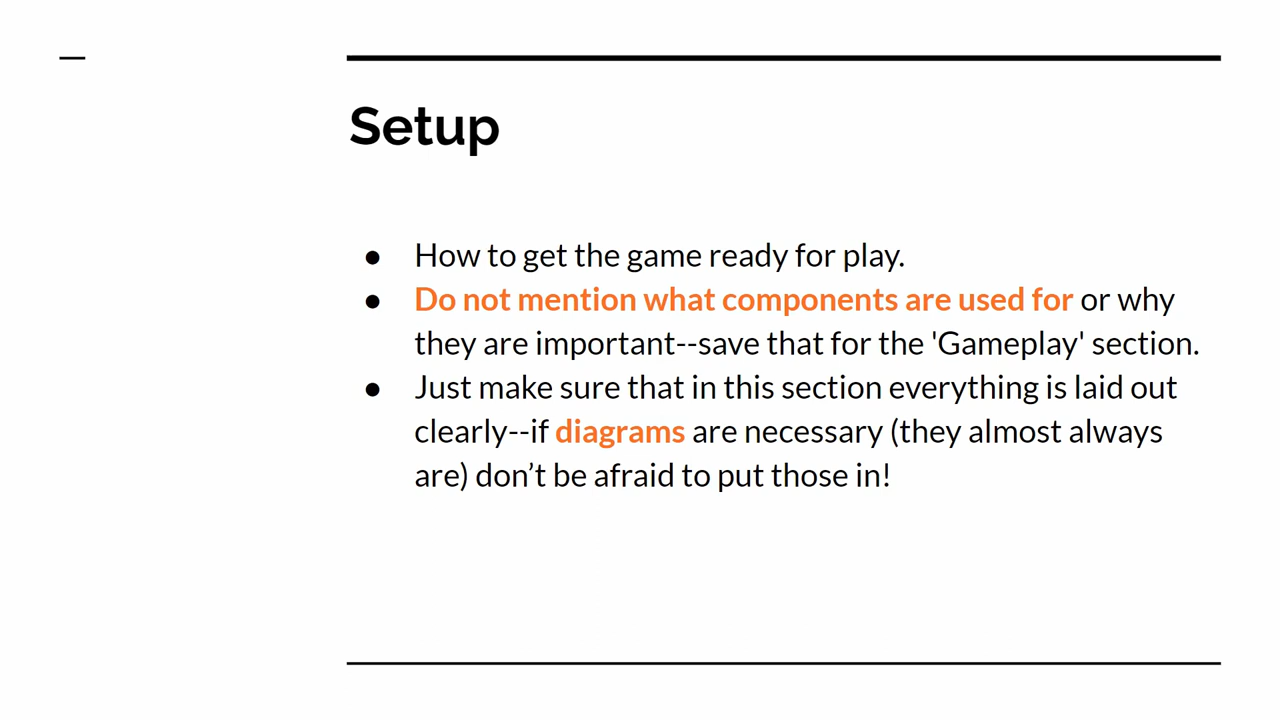 Setup
● How to get the game ready for play.
● Do not mention what components are used for or why
they are important--save that for the 'Gameplay' section.
● Just make sure that in this section everything is laid out
clearly--if diagrams are necessary (they almost always
are) don’t be afraid to put those in!